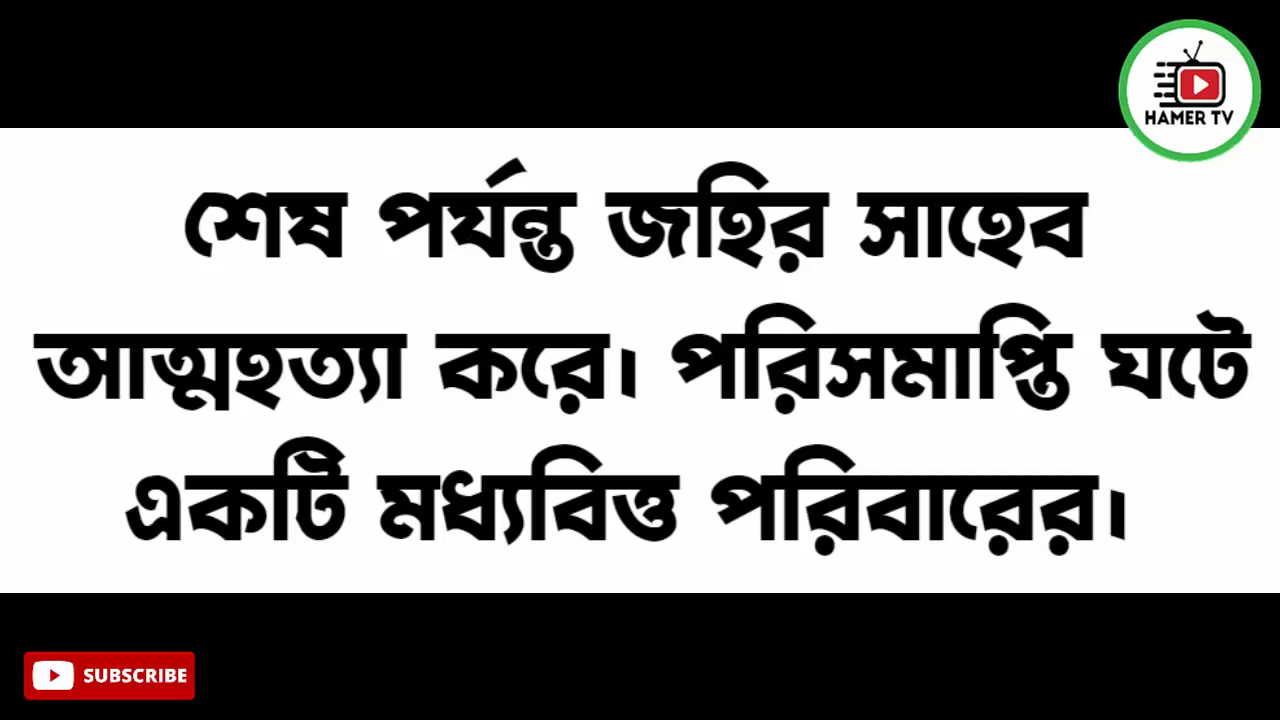 HAMER TV
শেষ পর্যন্ত জহির সাহেব
আত্মহত্যা করে। পরিসমাপ্তি ঘটে
একটি মধ্যবিত্ত পরিবারের।
SUBSCRIBE